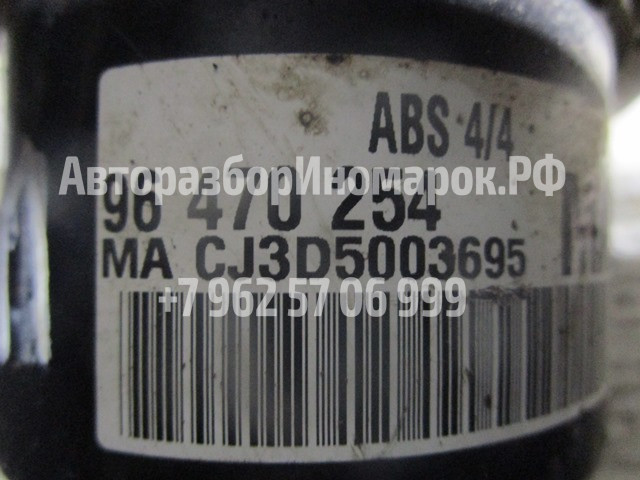 ABS 4/4
АвторазборИномарок.РФ
96 470 254
MA CJ3D5003695
+7 962 57 06 999